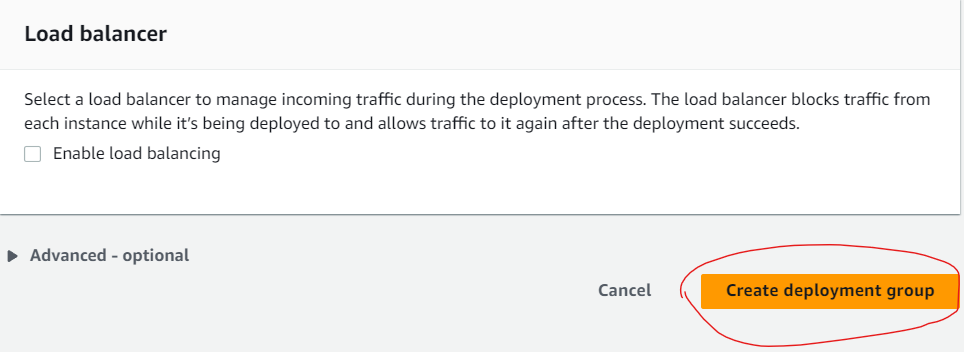 Load balancer
Select a load balancer to manage incoming traffic during the deployment process. The load balancer blocks traffic from
each instance while it's being deployed to and allows traffic to it again after the deployment succeeds.
Enable load balancing
Advanced - optional
Cancel
Create deployment group